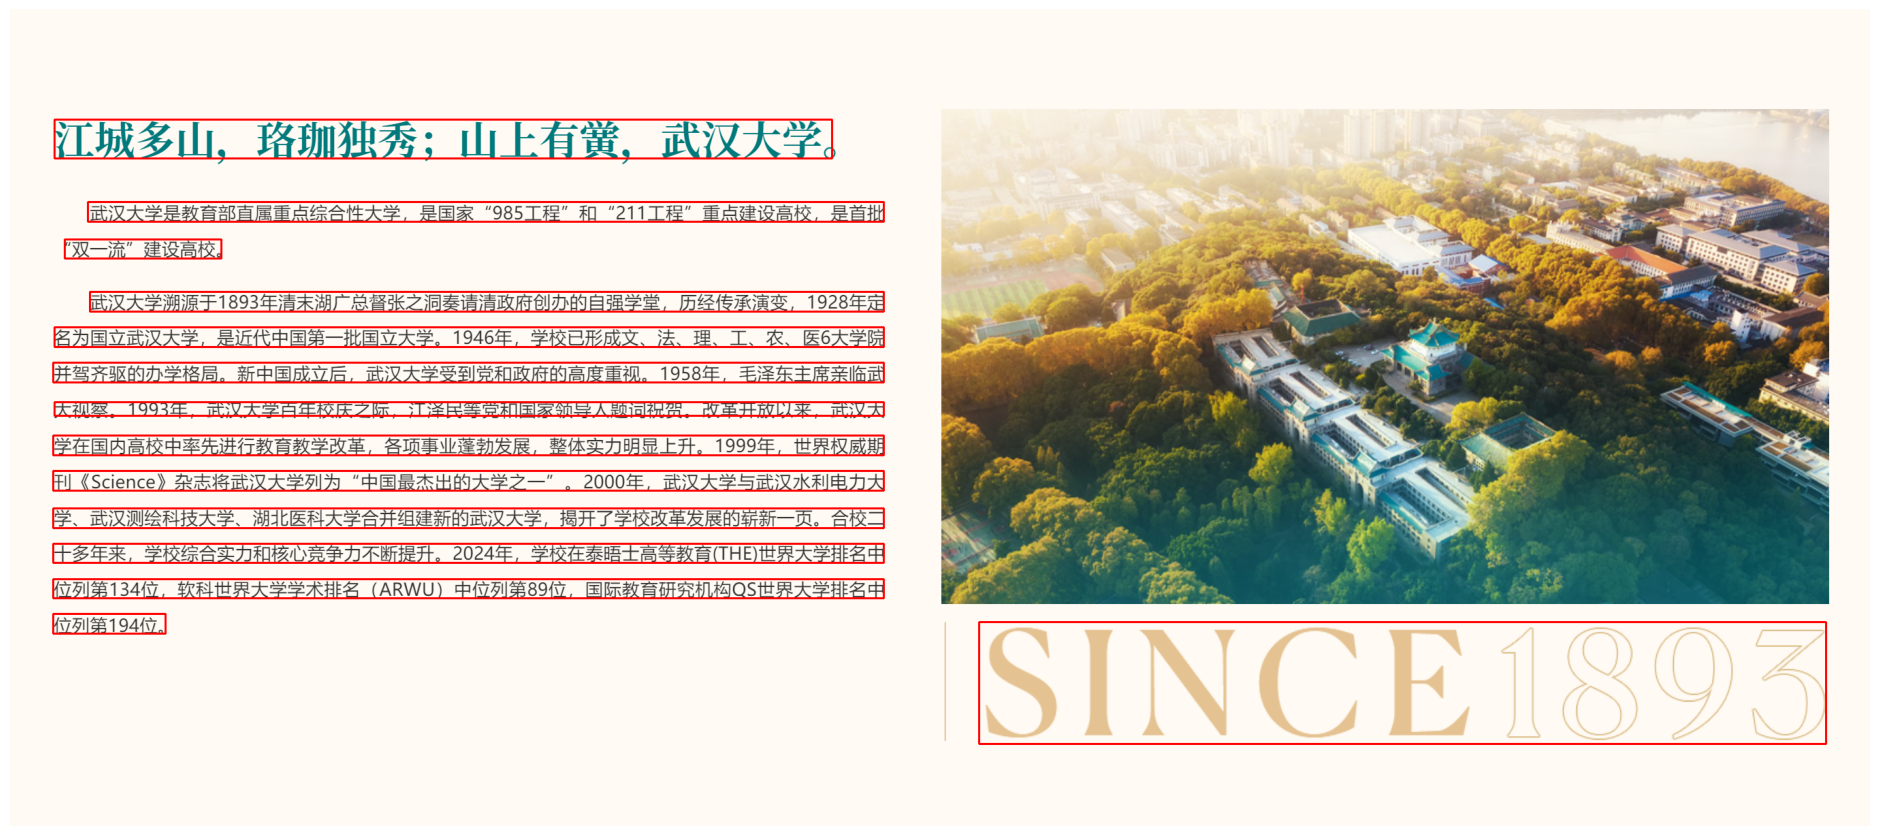 江城多山，珞珈独秀；山上有黉，武汉大学。
武汉大学是教育部直属重点综合性大学，是国家“985工程”和“211工程”重点建设高校，是首批
“双一流”建设高校。
武汉大学溯源于1893年清末湖广总督张之洞奏请清政府创办的自强学堂，历经传承演变，1928年定
名为国立武汉大学，是近代中国第一批国立大学。1946年，学校已形成文、法、理、工、农、医6大学院
并驾齐驱的办学格局。新中国成立后，武汉大学受到党和政府的高度重视。1958年，毛泽东主席亲临武
大视察。1993年，武汉大学百年校庆之际，江泽民等党和国家领导人题词祝贺。改革开放以来，武汉大
学在国内高校中率先进行教育教学改革，各项事业蓬勃发展，整体实力明显上升。1999年，世界权威期
刊《Science》杂志将武汉大学列为“中国最杰出的大学之一”。2000年，武汉大学与武汉水利电力大
学、武汉测绘科技大学、湖北医科大学合并组建新的武汉大学，揭开了学校改革发展的崭新一页。合校二
十多年来，学校综合实力和核心竞争力不断提升。2024年，学校在泰晤士高等教育(THE)世界大学排名中
位列第134位，软科世界大学学术排名（ARWU）中位列第89位，国际教育研究机构QS世界大学排名中
位列第194位。
SINCE1893